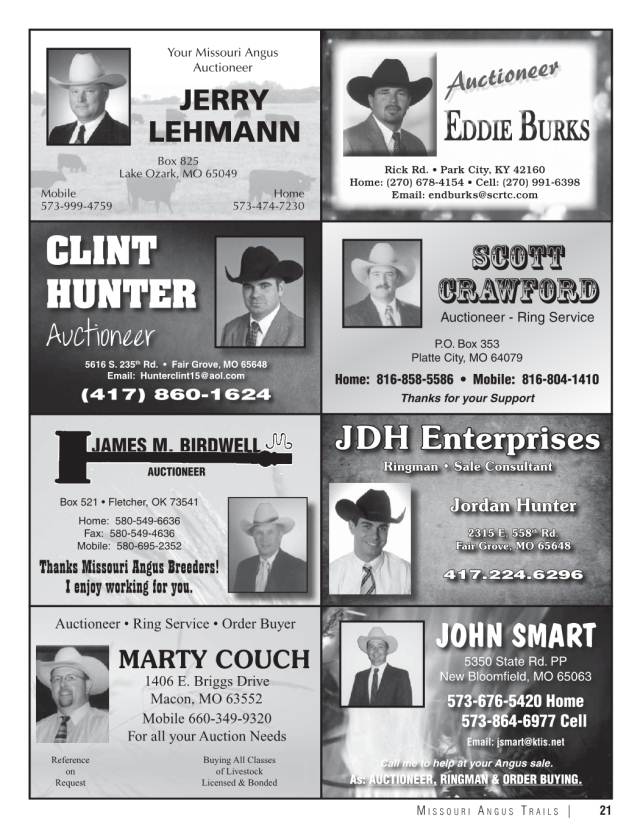 Your Missouri Angus
Auctioneer
JERRY
LEHMANN
Box 825
Lake Ozark, MO 65049
Mobile
573-999-4759
Home
573-474-7230
Auctioneer
EDDIE BURKS
Rick Rd. • Park City, KY 42160
Home: (270) 678-4154 • Cell: (270) 991-6398
Email: endburks@scrtc.com
CLINT
HUNTER
Auctioneer
5616 S. 235th Rd. • Fair Grove, MO 65648
Email: Hunterclint15@aol.com
(417) 860-1624
SCOTT
CRAWFORD
Auctioneer - Ring Service
P.O. Box 353
Platte City, MO 64079
Home: 816-858-5586 • Mobile: 816-804-1410
Thanks for your Support
JAMES M. BIRDWELL
AUCTIONEER
Box 521 • Fletcher, OK 73541
Home: 580-549-6636
Fax: 580-549-4636
Mobile: 580-695-2352
Thanks Missouri Angus Breeders!
I enjoy working for you.
JDH Enterprises
Ringman • Sale Consultant
Jordan Hunter
2315 E. 558th Rd.
Fair Grove, MO 65648
417.224.6296
Auctioneer • Ring Service • Order Buyer
MARTY COUCH
1406 E. Briggs Drive
Macon, MO 63552
Mobile 660-349-9320
For all your Auction Needs
Reference
on
Request
Buying All Classes
of Livestock
Licensed & Bonded
JOHN SMART
5350 State Rd. PP
New Bloomfield, MO 65063
573-676-5420 Home
573-864-6977 Cell
Email: jsmart@ktis.net
Call me to help at your Angus sale.
As: AUCTIONEER, RINGMAN & ORDER BUYING.
MISSOURI ANGUS TRAILS | 21